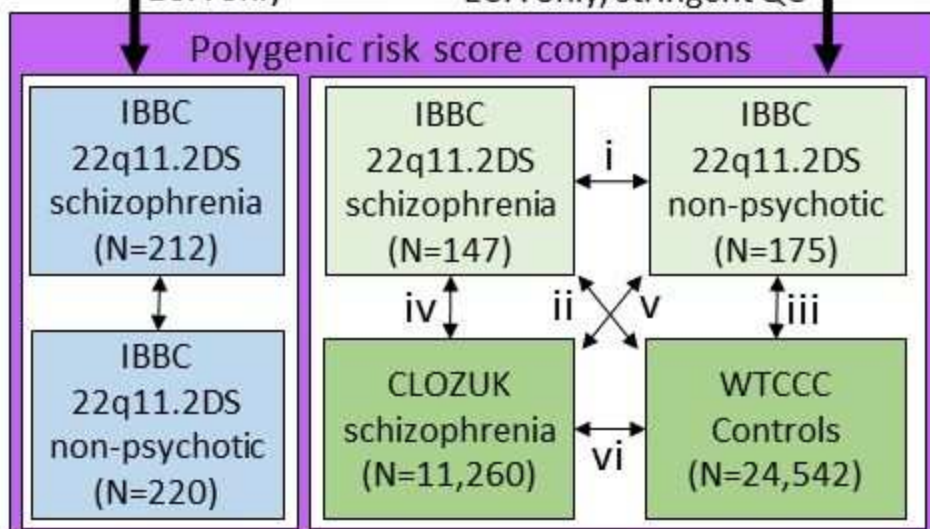 Polygenic risk score comparisons
IBBC
22q11.2DS
schizophrenia
(N=212)
IBBC
22q11.2DS
non-psychotic
(N=220)
IBBC
22q11.2DS
schizophrenia
(N=147)
i
IBBC
22q11.2DS
non-psychotic
(N=175)
iv
ii
v
iii
CLOZUK
schizophrenia
(N=11,260)
vi
WTCCC
Controls
(N=24,542)